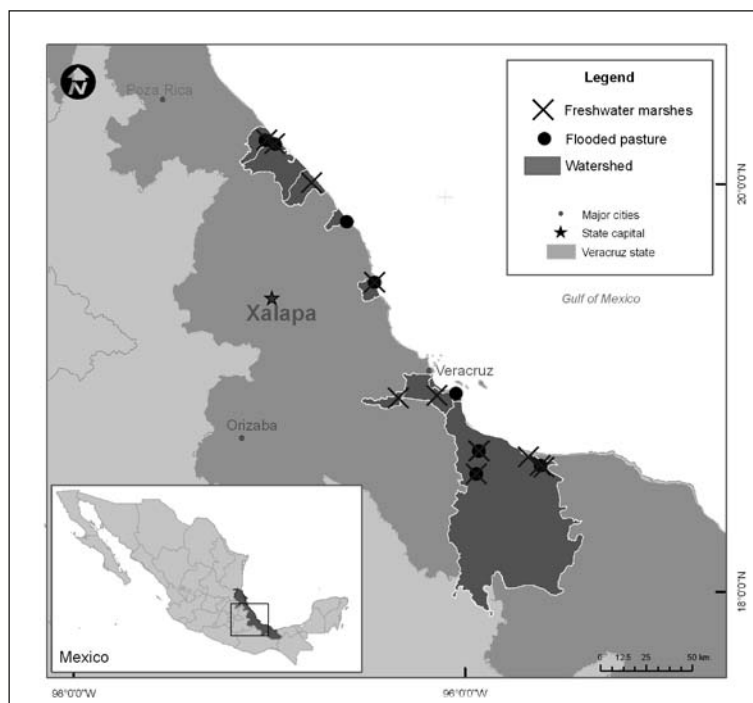 N
Poza Rica
Legend
Freshwater marshes
Flooded pasture
Watershed
Major cities
State capital
Veracruz state
20°0'0"N
Gulf of Mexico
Xalapa
Veracruz
Orizaba
18°0'0"N
Mexico
0 12.5 25 50 km
98°0'0"W
96°0'0"W